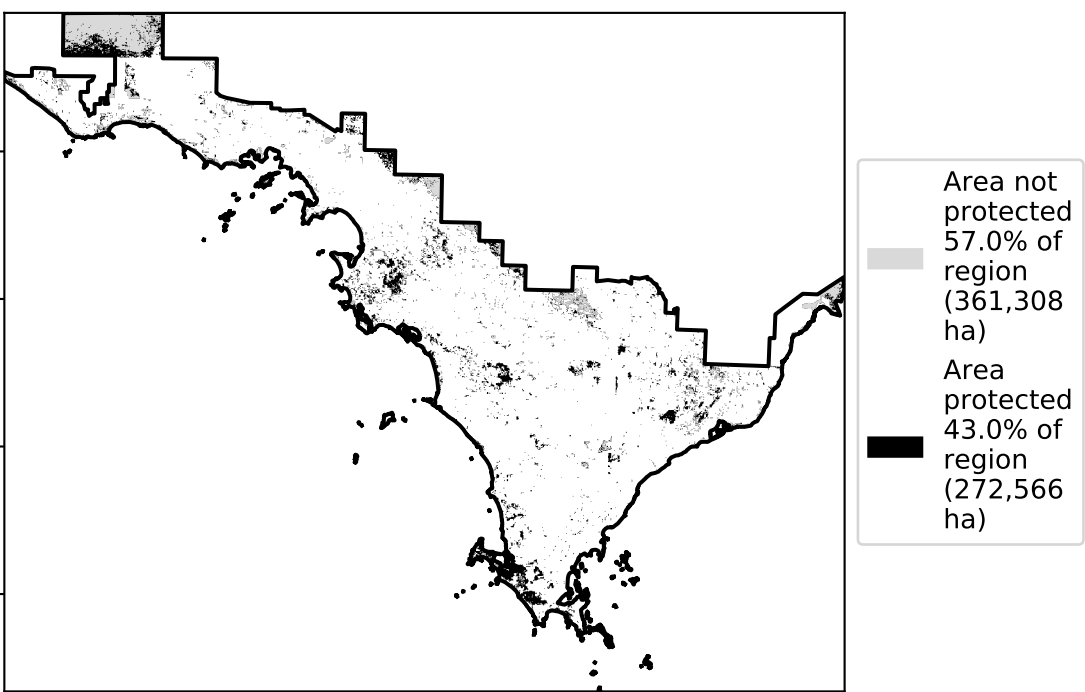 Area not
protected
57.0% of
region
(361,308
ha)
Area
protected
43.0% of
region
(272,566
ha)